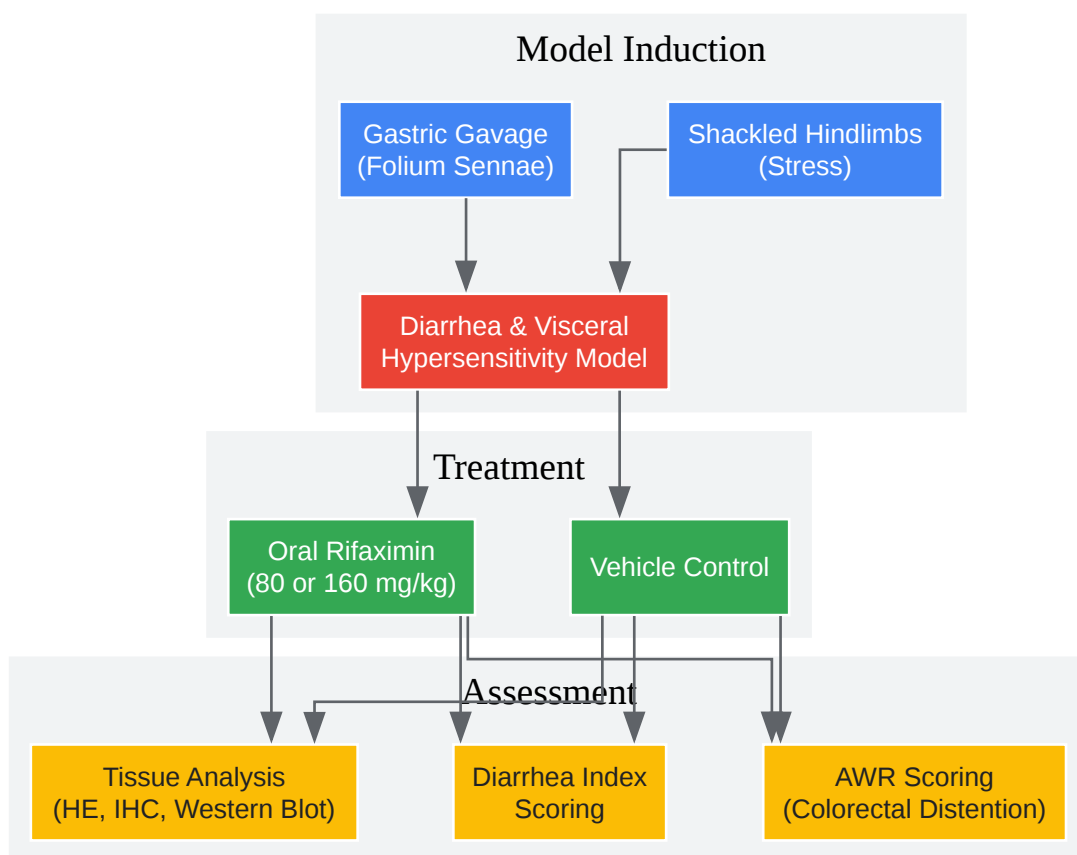 Model Induction
Gastric Gavage
(Folium Sennae)
Shackled Hindlimbs
(Stress)
Diarrhea & Visceral
Hypersensitivity Model
Treatment
Oral Rifaximin
(80 or 160 mg/kg)
Vehicle Control
Assessment
Tissue Analysis
(HE, IHC, Western Blot)
Diarrhea Index
Scoring
AWR Scoring
(Colorectal Distention)